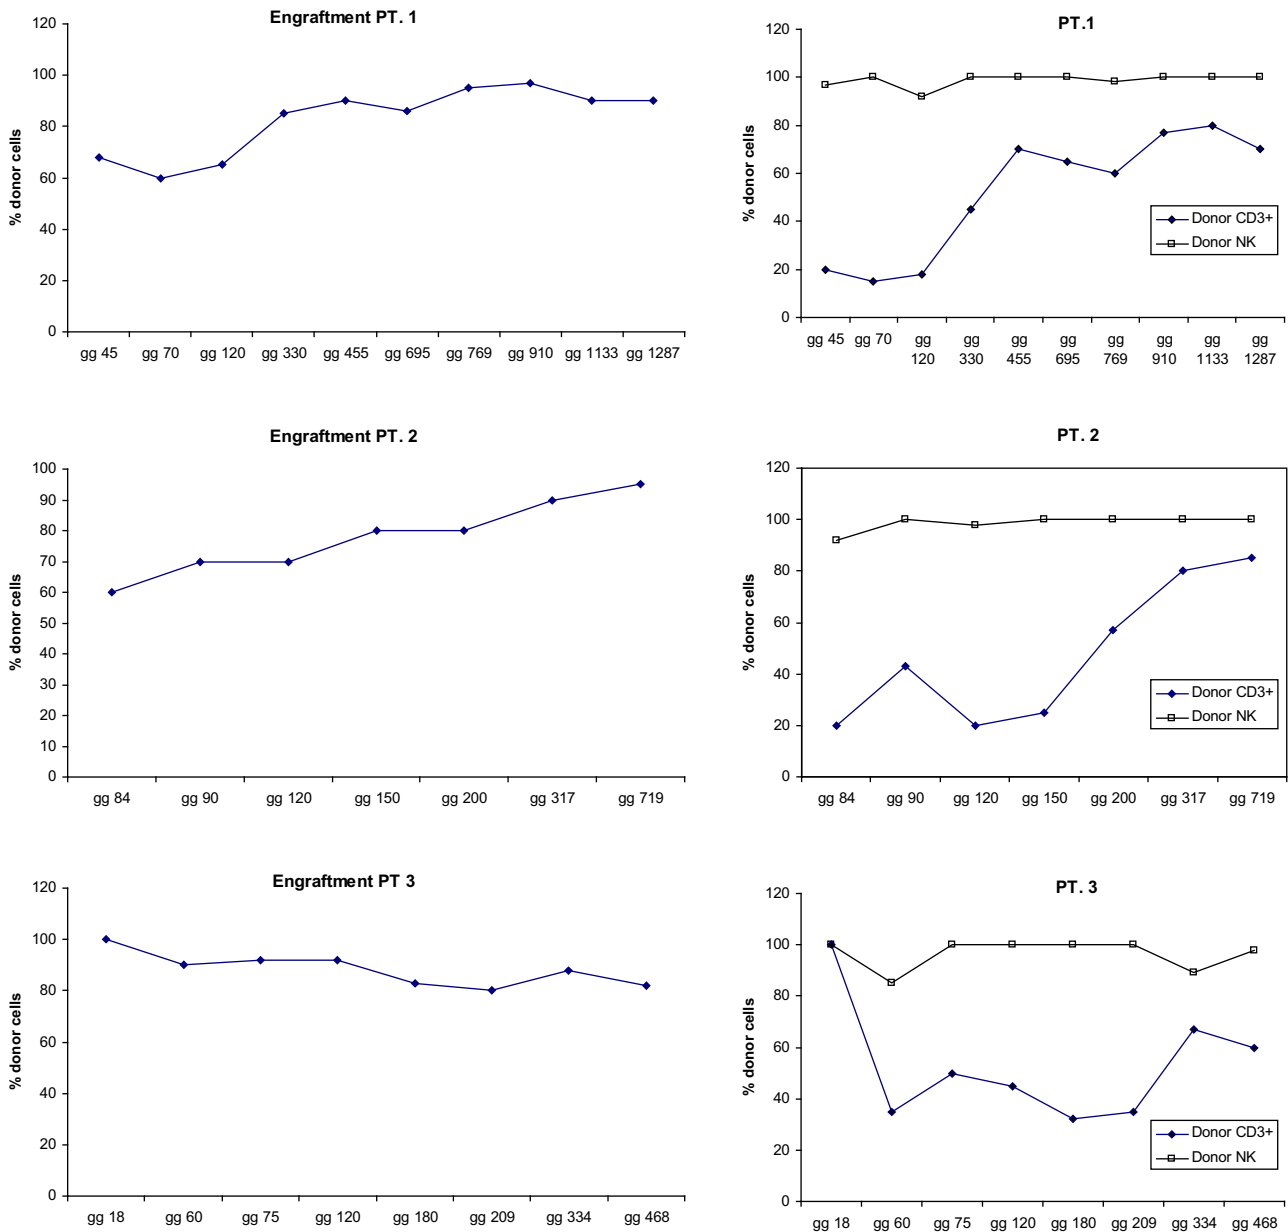 Engraftment PT. 1
% donor cells
120
100
80
60
40
20
0
gg 45 gg 70 gg 120 gg 330 gg 455 gg 695 gg 769 gg 910 gg 1133 gg 1287
PT.1
% donor cells
120
100
80
60
40
20
0
Donor CD3+
Donor NK
gg 45 gg 70 gg gg gg gg gg gg gg gg
120 330 455 695 769 910 1133 1287
Engraftment PT. 2
% donor cells
100
90
80
70
60
50
40
30
20
10
0
gg 84 gg 90 gg 120 gg 150 gg 200 gg 317 gg 719
PT. 2
% donor cells
120
100
80
60
40
20
0
Donor CD3+
Donor NK
gg 84 gg 90 gg 120 gg 150 gg 200 gg 317 gg 719
Engraftment PT 3
% donor cells
120
100
80
60
40
20
0
gg 18 gg 60 gg 75 gg 120 gg 180 gg 209 gg 334 gg 468
PT. 3
% donor cells
120
100
80
60
40
20
0
Donor CD3+
Donor NK
gg 18 gg 60 gg 75 gg 120 gg 180 gg 209 gg 334 gg 468